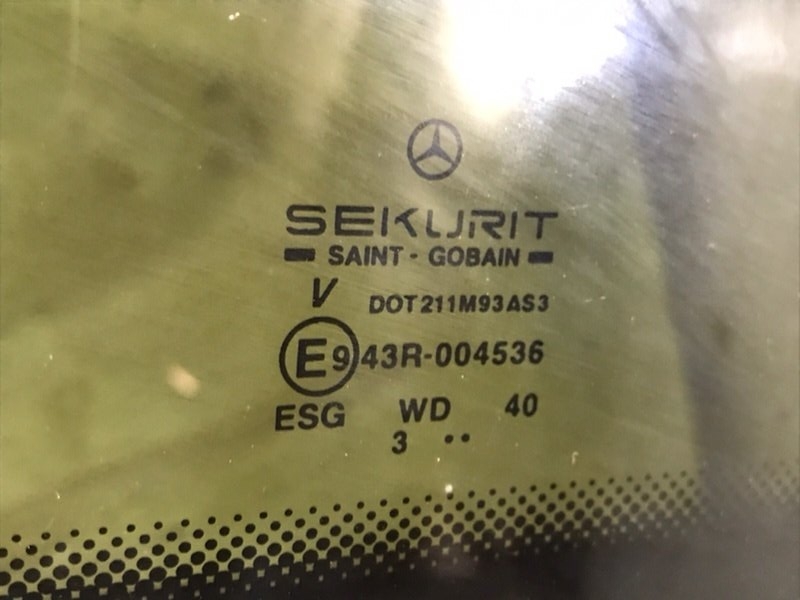 SEKURIT
SAINT - GOBAIN
V DOT211M93AS3
E9 43R-004536
ESG WD 40
3 ..